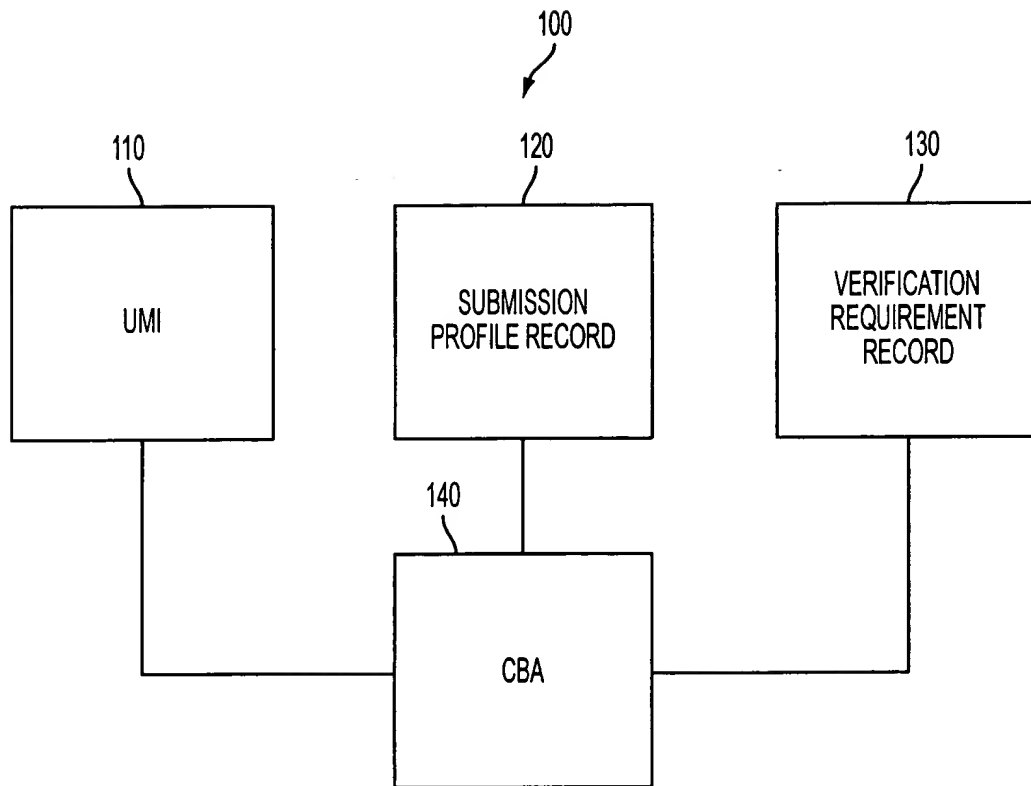 100
110
120
130
UMI
SUBMISSION
PROFILE RECORD
VERIFICATION
REQUIREMENT
RECORD
140
CBA